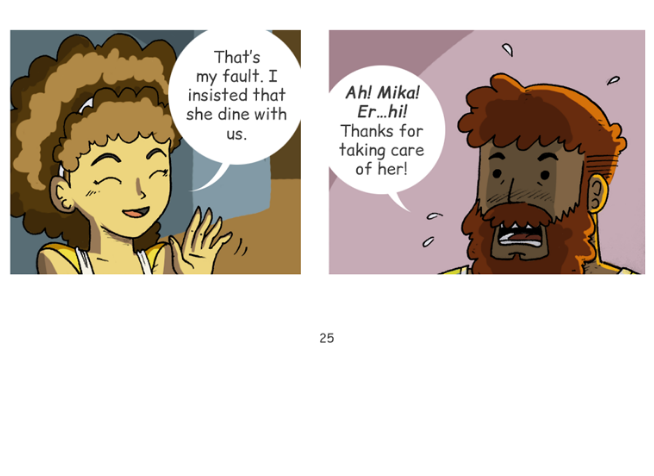 That's
my fault. I
insisted that
she dine with
us.
Ah! Mika!
Er...hi!
Thanks for
taking care
of her!
25